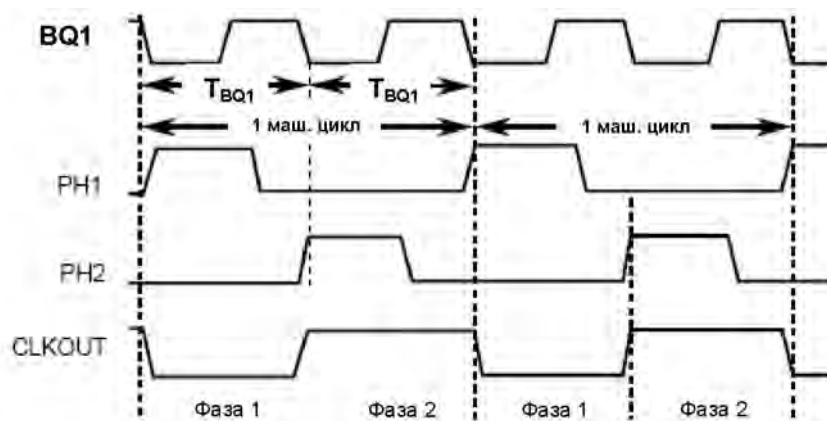 BQ1
T_BQ1 T_BQ1
1 маш. цикл 1 маш. цикл
PH1
PH2
CLKOUT
Фаза 1 Фаза 2 Фаза 1 Фаза 2